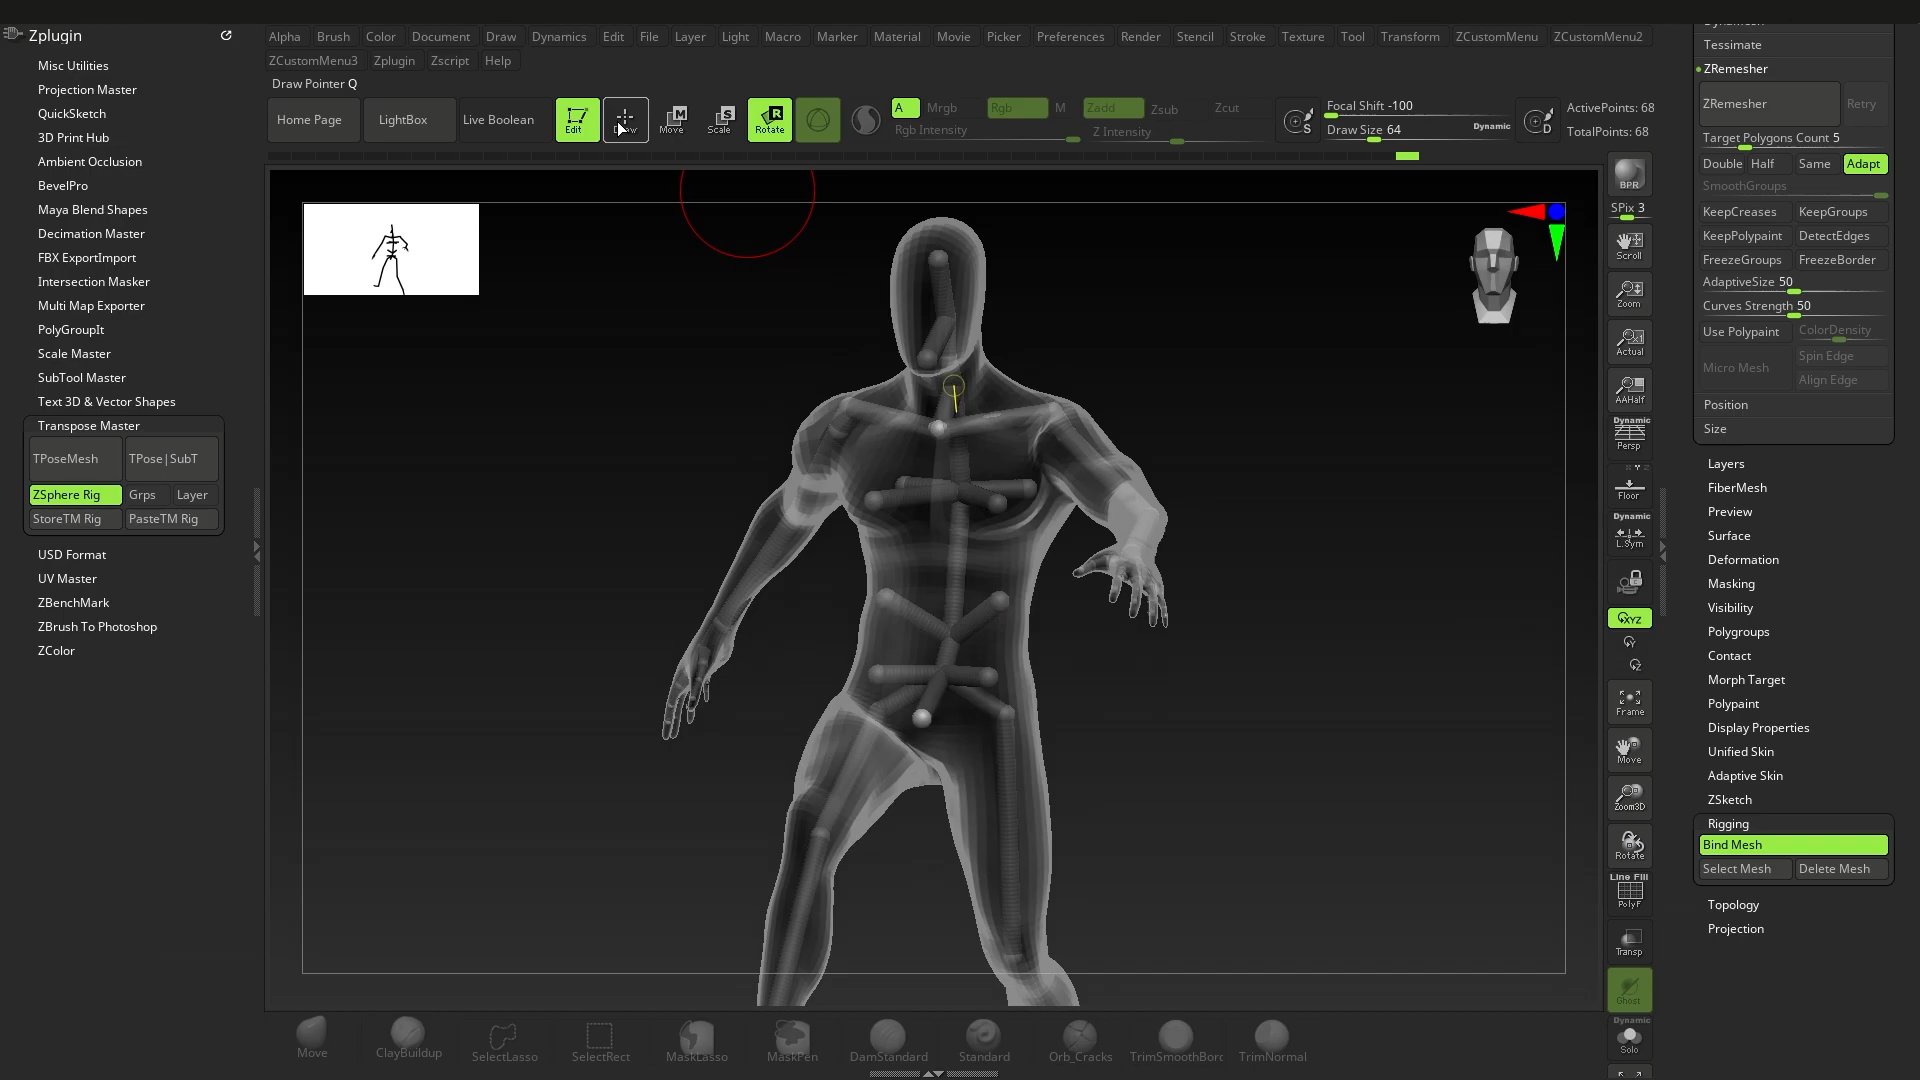 Zplugin
Misc Utilities
Projection Master
QuickSketch
3D Print Hub
Ambient Occlusion
BevelPro
Maya Blend Shapes
Decimation Master
FBX ExportImport
Intersection Masker
Multi Map Exporter
PolyGroupIt
Scale Master
SubTool Master
Text 3D & Vector Shapes
Transpose Master
TPoseMesh TPose|SubT
ZSphere Rig Grps Layer
StoreTM Rig PasteTM Rig
USD Format
UV Master
ZBenchMark
ZBrush To Photoshop
ZColor
Alpha Brush Color Document Draw Dynamics Edit File Layer Light Macro Marker Material Movie Picker Preferences Render Stencil Stroke Texture Tool Transform ZCustomMenu ZCustomMenu2
ZCustomMenu3 Zplugin Zscript Help
Draw Pointer Q
Home Page LightBox Live Boolean Edit Draw Move Scale Rotate
A Mrgb Rgb M Zadd Zsub Zcut
Rgb Intensity Z Intensity
S Focal Shift -100
Draw Size 64 Dynamic D
ActivePoints: 68
TotalPoints: 68
BPR
SPix 3
Scroll
Zoom
Actual
AAHalf
Dynamic
Persp
Floor
Dynamic
L.Sym
XYZ
Y
Z
Frame
Move
Zoom3D
Rotate
Line Fill
PolyF
Transp
Ghost
Dynamic
Solo
Tessimate
ZRemesher
ZRemesher Retry
Target Polygons Count 5
Double Half Same Adapt
SmoothGroups
KeepCreases KeepGroups
KeepPolypaint DetectEdges
FreezeGroups FreezeBorder
AdaptiveSize 50
Curves Strength 50
Use Polypaint ColorDensity
Micro Mesh Spin Edge
Align Edge
Position
Size
Layers
FiberMesh
Preview
Surface
Deformation
Masking
Visibility
Polygroups
Contact
Morph Target
Polypaint
Display Properties
Unified Skin
Adaptive Skin
ZSketch
Rigging
Bind Mesh
Select Mesh Delete Mesh
Topology
Projection
Move ClayBuildup SelectLasso SelectRect MaskLasso MaskPen DamStandard Standard Orb_Cracks TrimSmoothBorc TrimNormal